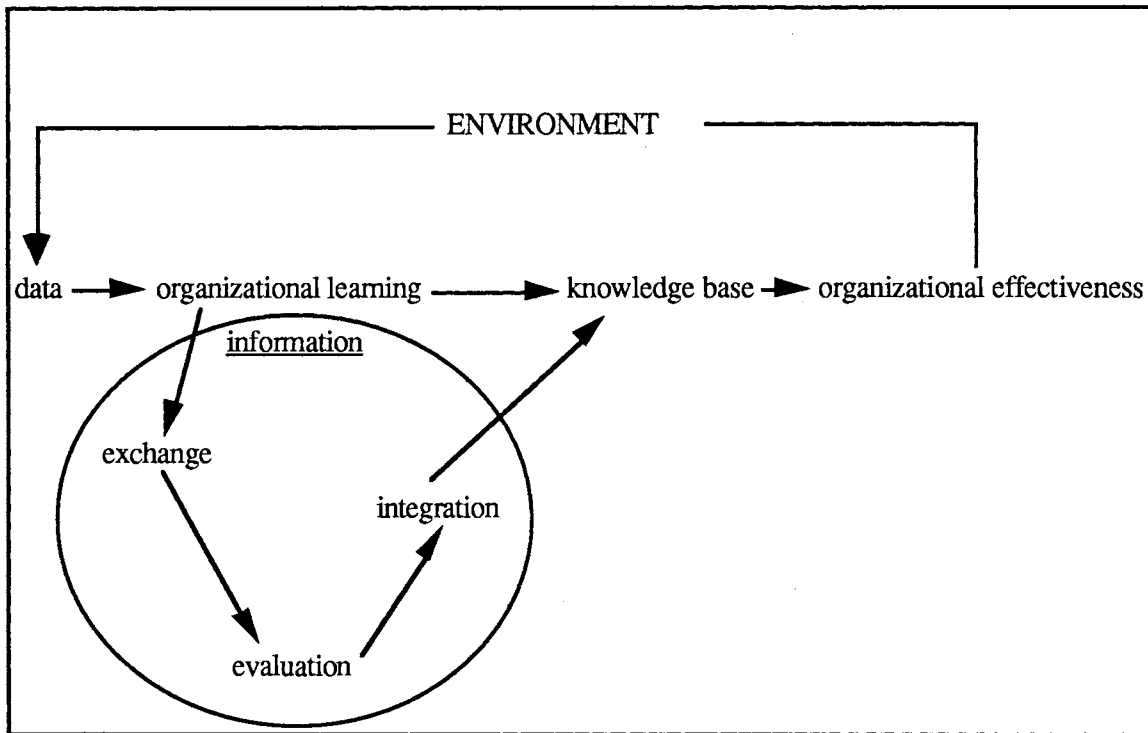 ENVIRONMENT
data organizational learning knowledge base organizational effectiveness
information
exchange
integration
evaluation